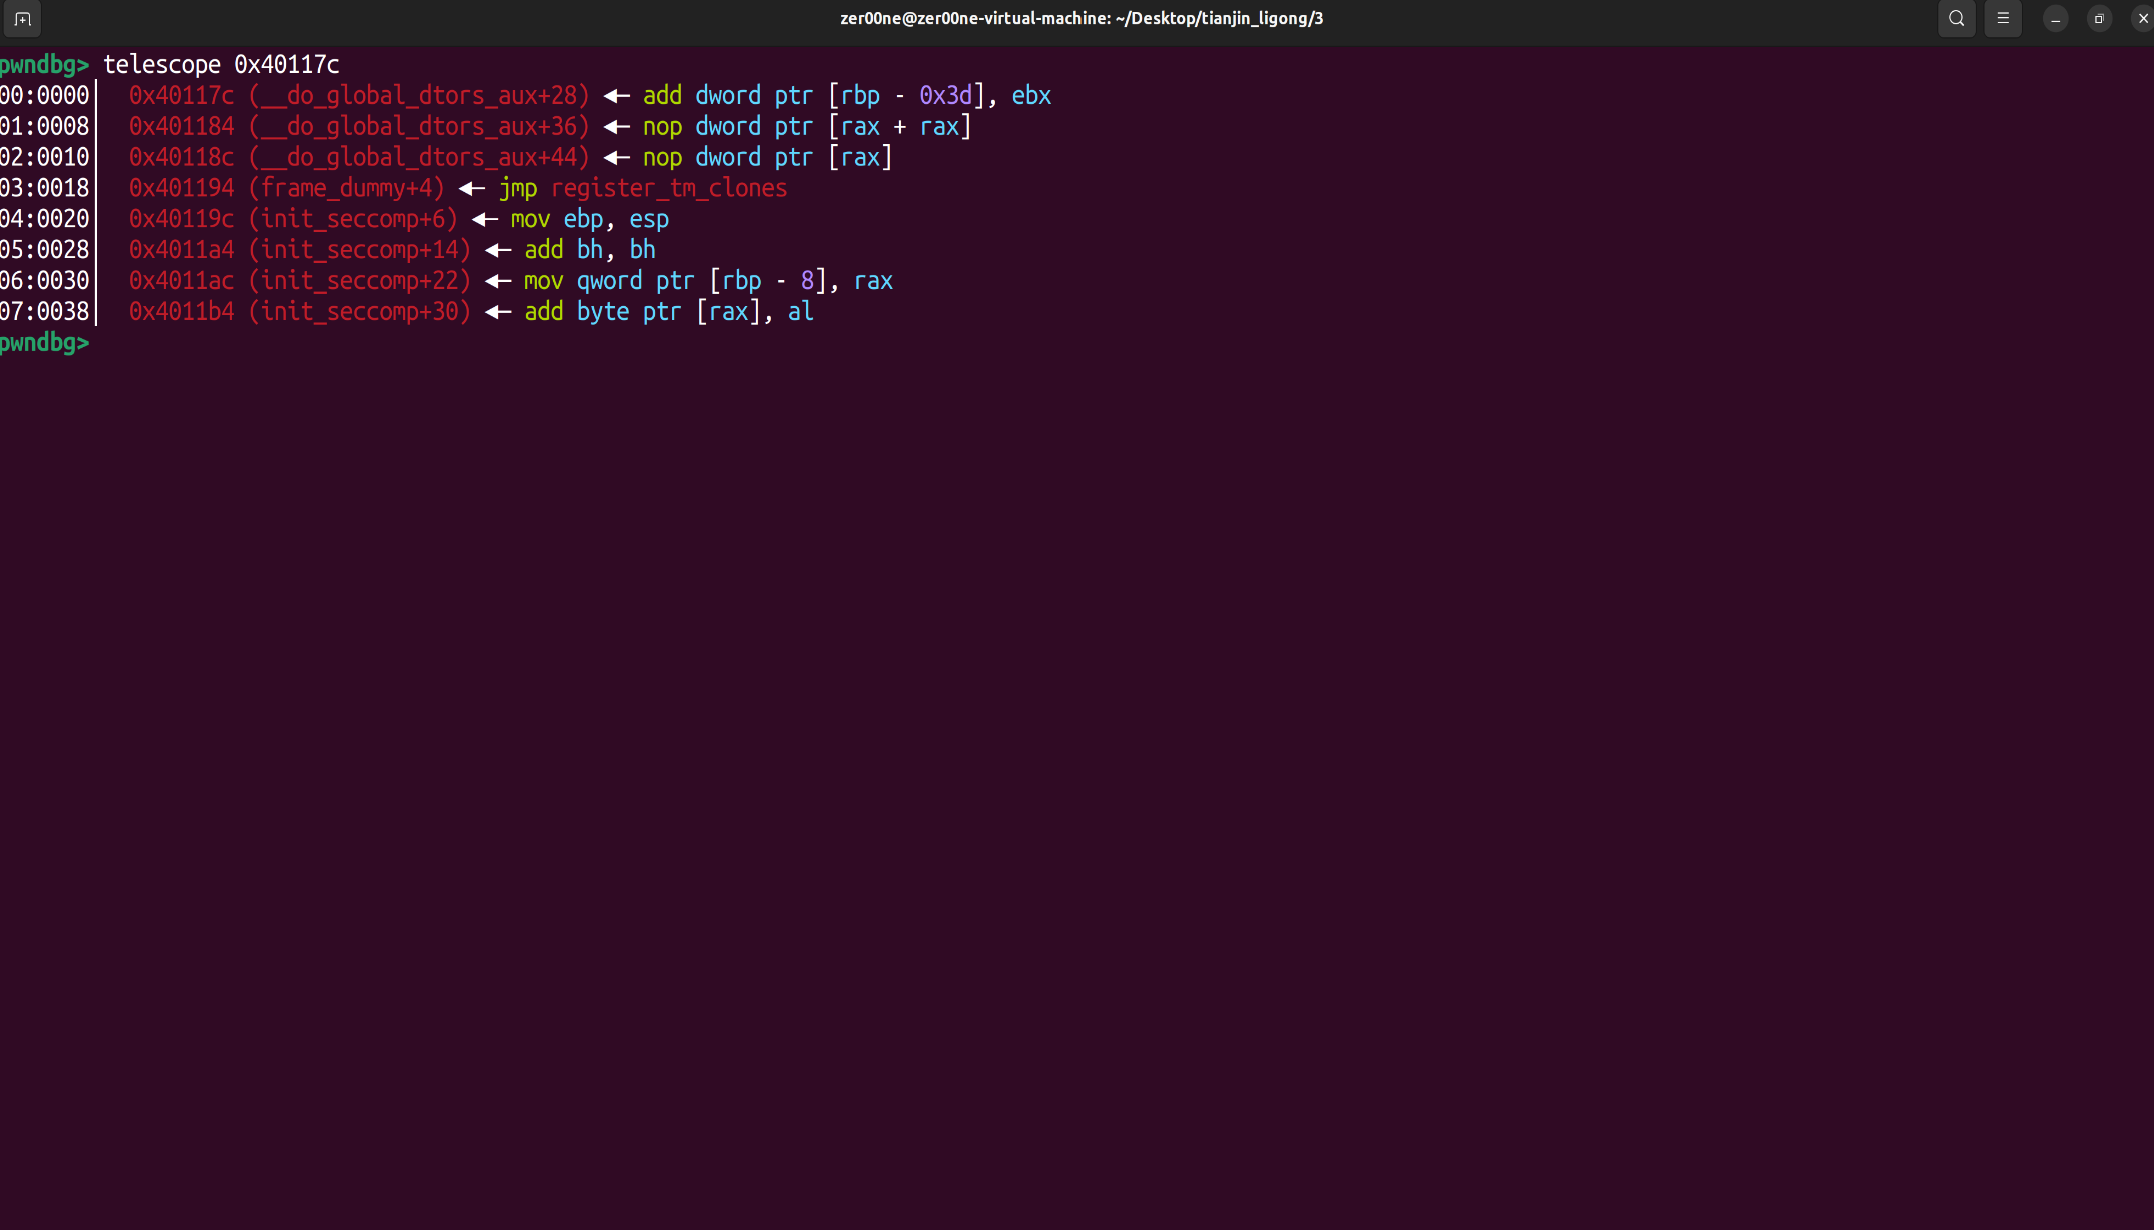 zer00ne@zer00ne-virtual-machine: ~/Desktop/tianjin_ligong/3
pwndbg> telescope 0x40117c
00:0000│ 0x40117c (__do_global_dtors_aux+28) ◂— add dword ptr [rbp - 0x3d], ebx
01:0008│ 0x401184 (__do_global_dtors_aux+36) ◂— nop dword ptr [rax + rax]
02:0010│ 0x40118c (__do_global_dtors_aux+44) ◂— nop dword ptr [rax]
03:0018│ 0x401194 (frame_dummy+4) ◂— jmp register_tm_clones
04:0020│ 0x40119c (init_seccomp+6) ◂— mov ebp, esp
05:0028│ 0x4011a4 (init_seccomp+14) ◂— add bh, bh
06:0030│ 0x4011ac (init_seccomp+22) ◂— mov qword ptr [rbp - 8], rax
07:0038│ 0x4011b4 (init_seccomp+30) ◂— add byte ptr [rax], al
pwndbg>